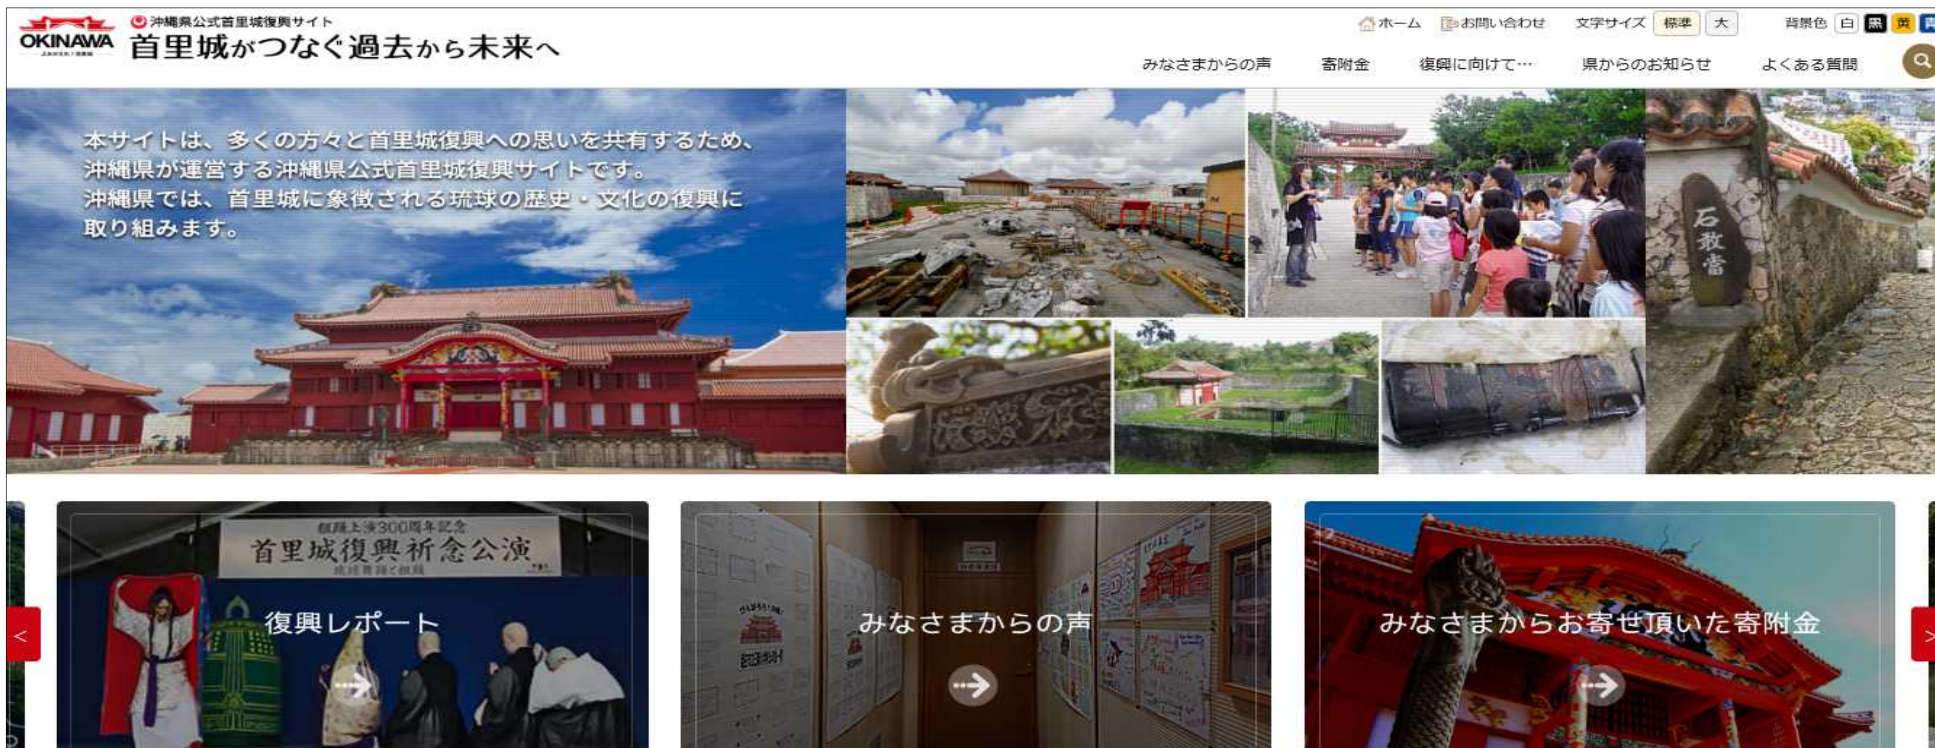 OKINAWA
沖縄県公式首里城復興サイト
首里城がつなぐ過去から未来へ
ホーム お問い合わせ 文字サイズ 標準 大 背景色 白 黒 黄 青
みなさまからの声 寄附金 復興に向けて… 県からのお知らせ よくある質問
本サイトは、多くの方々と首里城復興への思いを共有するため、
沖縄県が運営する沖縄県公式首里城復興サイトです。
沖縄県では、首里城に象徴される琉球の歴史・文化の復興に
取り組みます。
石敢當
組踊上演300周年記念
首里城復興祈念公演
琉球舞踊と組踊
復興レポート
みなさまからの声
みなさまからお寄せ頂いた寄附金
<
>